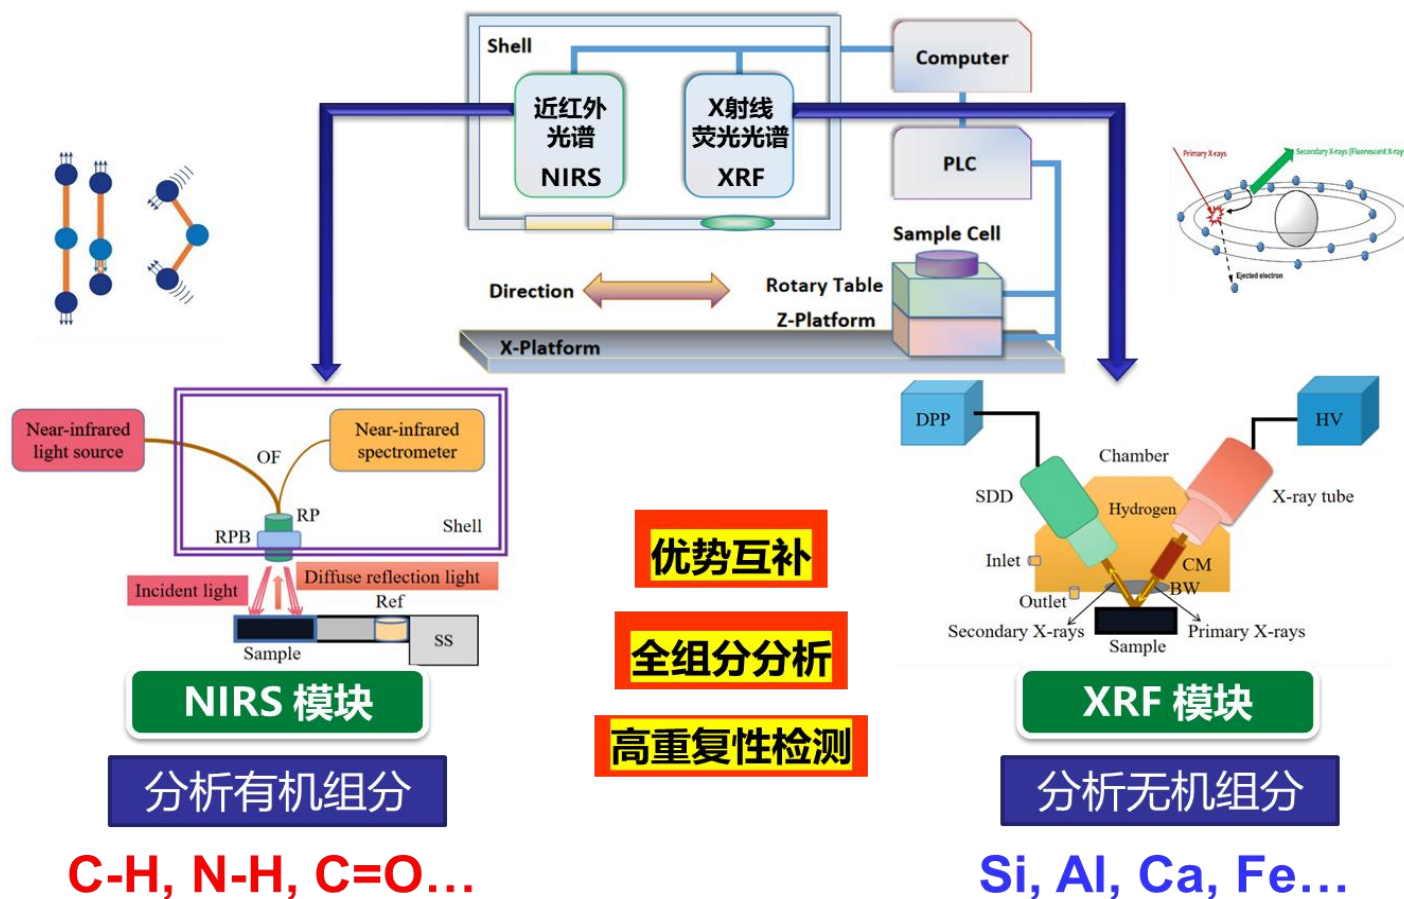 Shell
近红外
光谱
NIRS
X射线
荧光光谱
XRF
Computer
PLC
Sample Cell
Rotary Table
Z-Platform
Direction
X-Platform
Primary X-rays
Secondary X-rays (Fluorescent X-rays
Ejected electron
Near-infrared
light source
OF
Near-infrared
spectrometer
RP
RPB
Shell
Incident light
Diffuse reflection light
Ref
SS
Sample
NIRS 模块
分析有机组分
C-H, N-H, C=O…
优势互补
全组分分析
高重复性检测
DPP
HV
Chamber
SDD
X-ray tube
Hydrogen
Inlet
CM
BW
Outlet
Secondary X-rays
Primary X-rays
Sample
XRF 模块
分析无机组分
Si, Al, Ca, Fe…